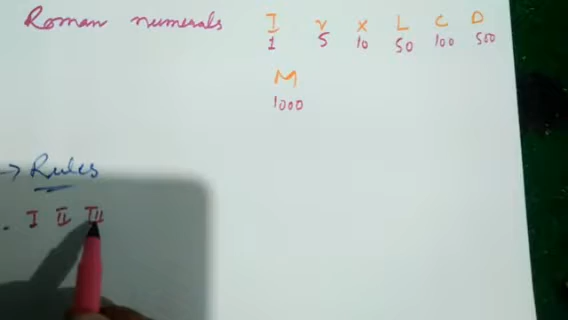 Roman numerals I V X L C D
1 5 10 50 100 500
M
1000
→ Rules
. I II III